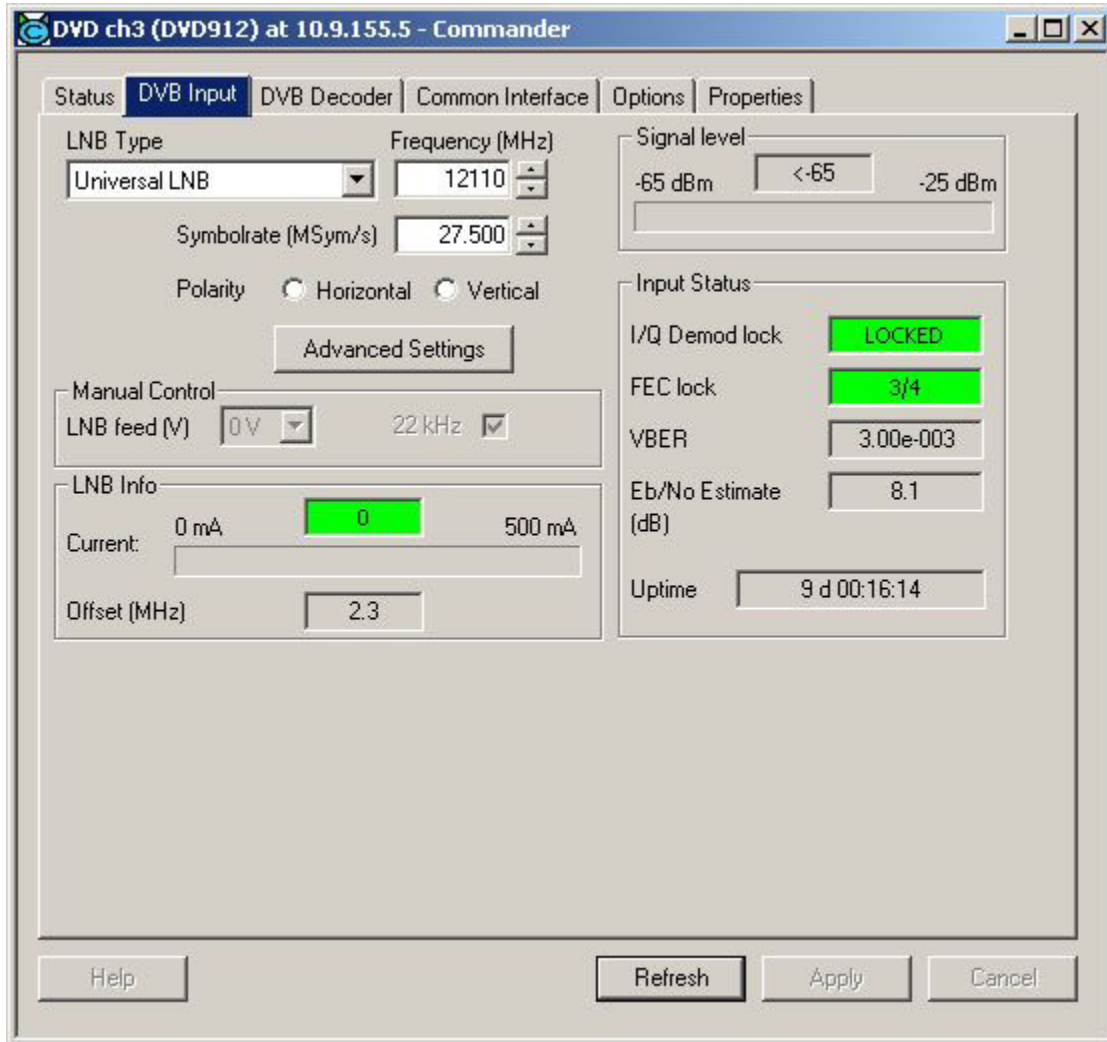 DVD ch3 (DVD912) at 10.9.155.5 - Commander
Status DVB Input DVB Decoder Common Interface Options Properties
LNB Type Frequency (MHz)
Universal LNB 12110
Symbolrate (MSym/s) 27.500
Polarity Horizontal Vertical
Advanced Settings
Manual Control
LNB feed (V) 0 V 22 kHz
LNB Info
Current: 0 mA 0 500 mA
Offset (MHz) 2.3
Signal level
-65 dBm <-65 -25 dBm
Input Status
I/Q Demod lock LOCKED
FEC lock 3/4
VBER 3.00e-003
Eb/No Estimate 8.1
(dB)
Uptime 9 d 00:16:14
Help Refresh Apply Cancel